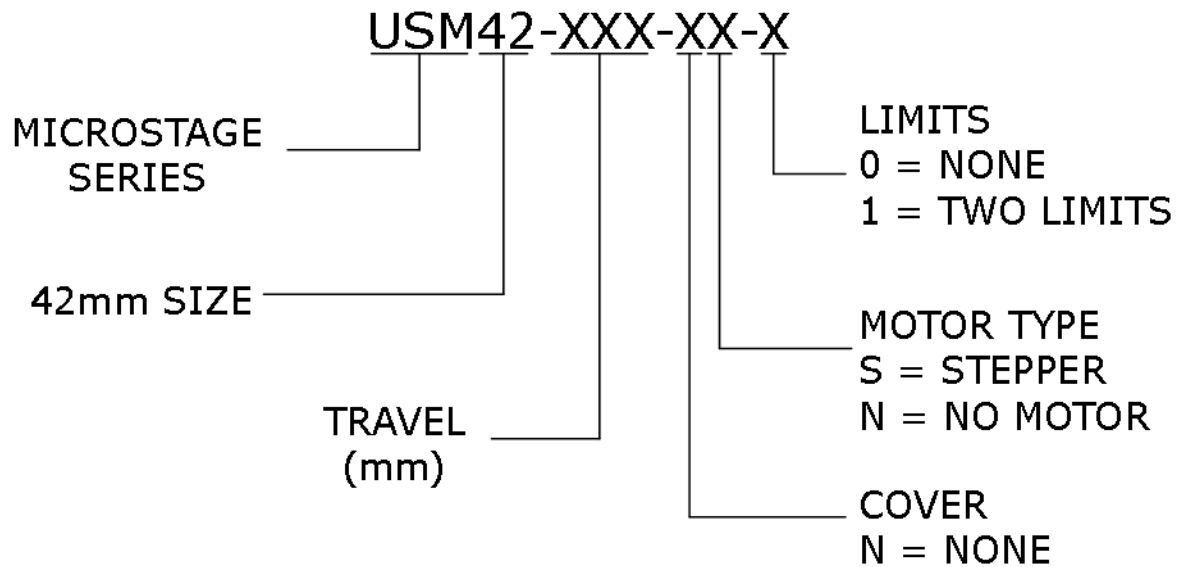 USM42-XXX-XX-X
MICROSTAGE
SERIES
42mm SIZE
TRAVEL
(mm)
LIMITS
0 = NONE
1 = TWO LIMITS
MOTOR TYPE
S = STEPPER
N = NO MOTOR
COVER
N = NONE